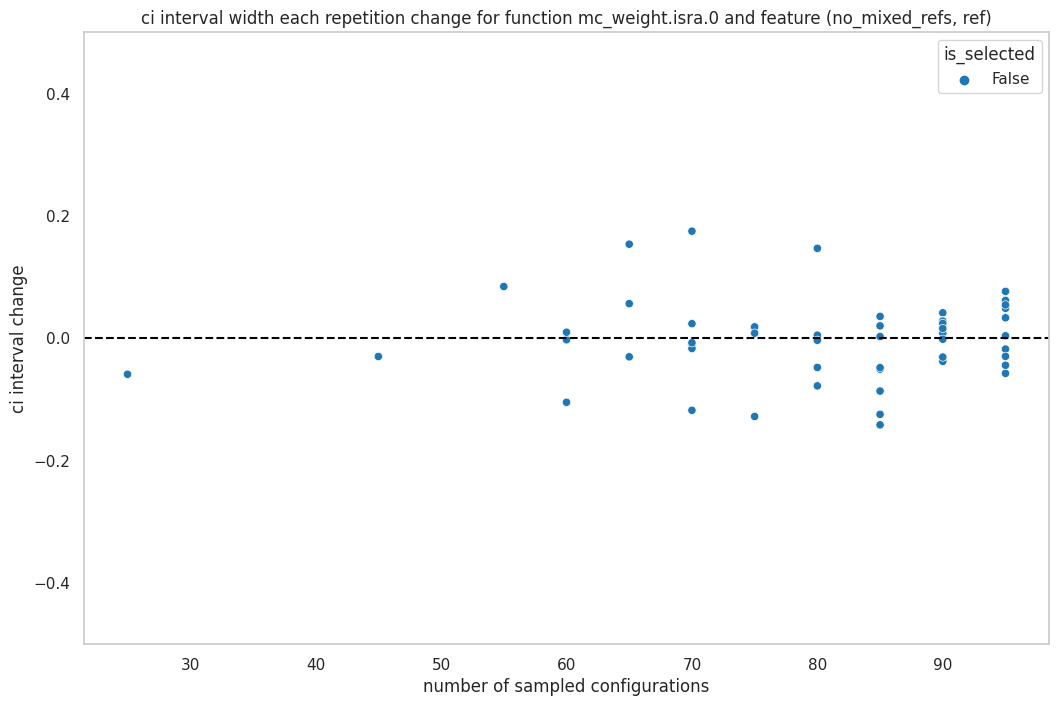 ci interval width each repetition change for function mc_weight.isra.0 and feature (no_mixed_refs, ref)
is_selected
False
0.4
0.2
0.0
−0.2
−0.4
ci interval change
30 40 50 60 70 80 90
number of sampled configurations